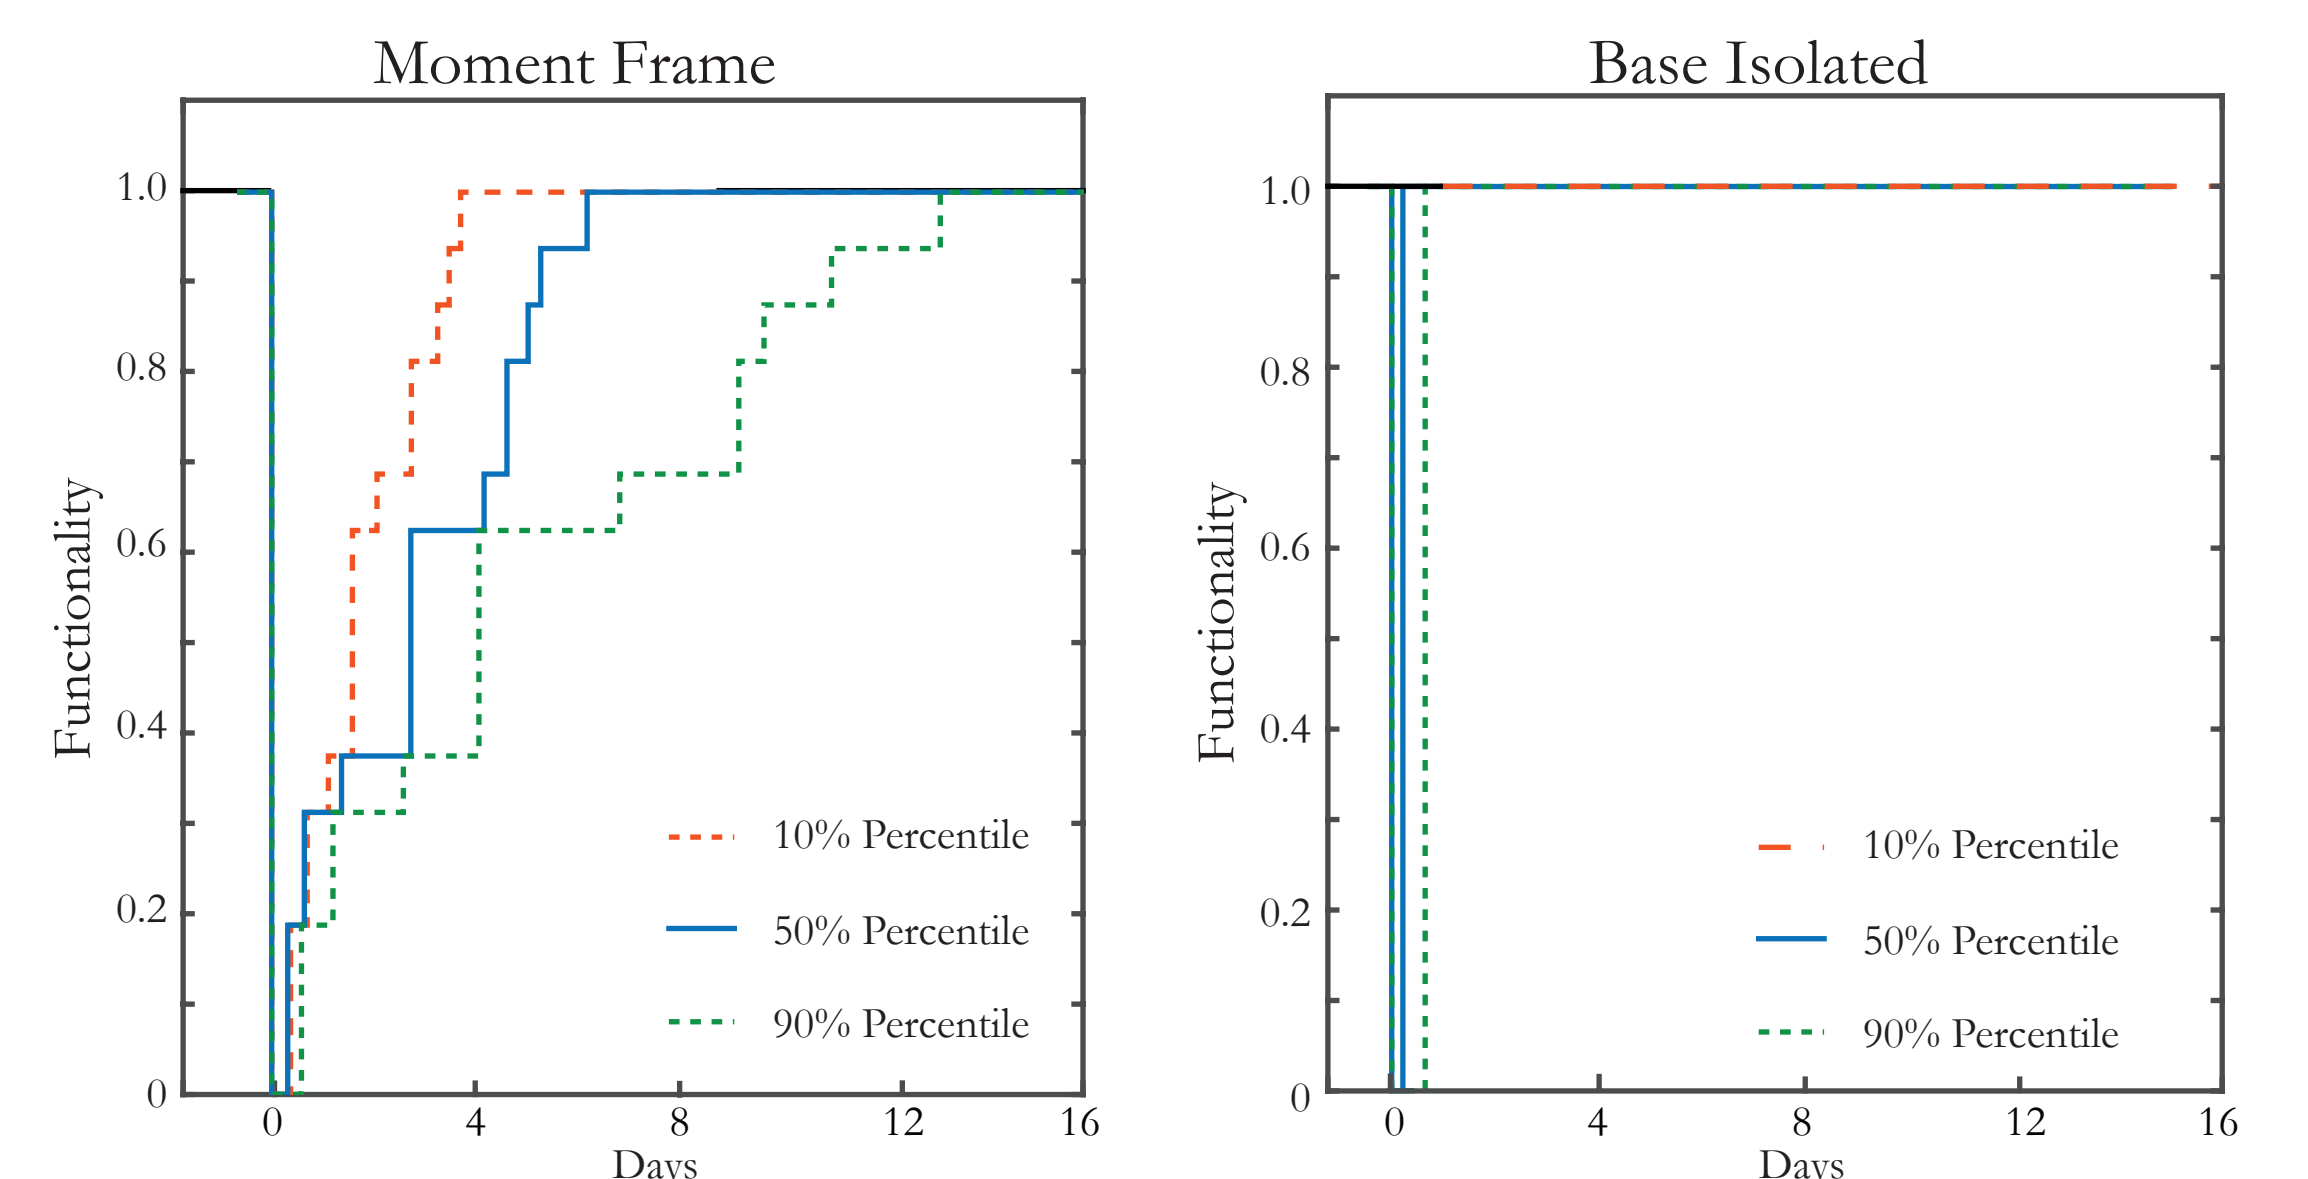 Moment Frame
1.0
0.8
0.6
0.4
0.2
0
Functionality
10% Percentile
50% Percentile
90% Percentile
0 4 8 12 16
Days
Base Isolated
1.0
0.8
0.6
0.4
0.2
0
Functionality
10% Percentile
50% Percentile
90% Percentile
0 4 8 12 16
Days